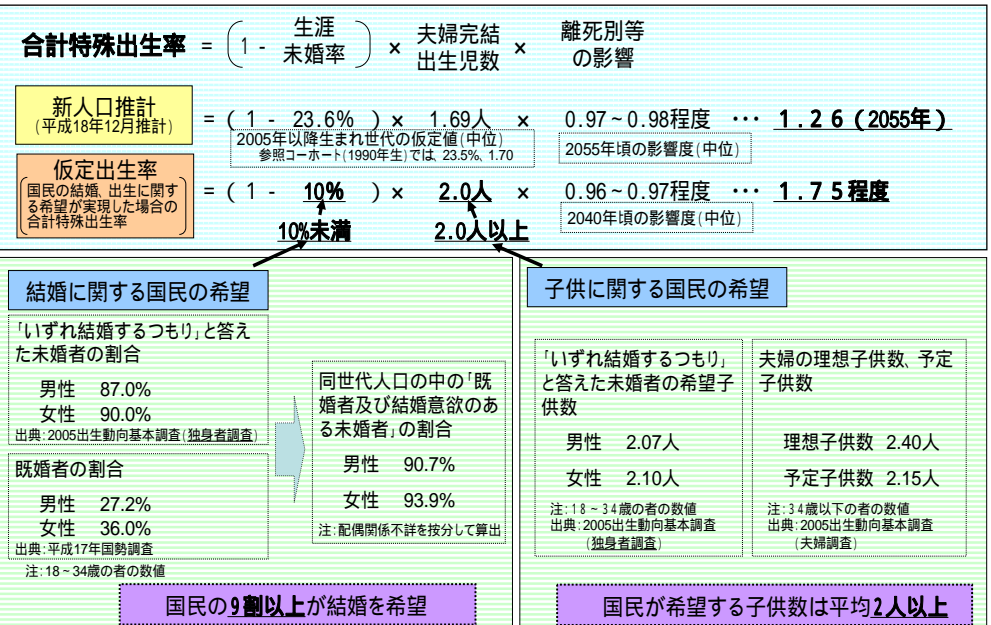 合計特殊出生率 = ( 1 - 生涯未婚率 ) × 夫婦完結出生児数 × 離死別等の影響
新人口推計
(平成18年12月推計)
= ( 1 - 23.6% ) × 1.69人 × 0.97~0.98程度 ･･･ 1.26(2055年)
2005年以降生まれ世代の仮定値(中位)
参照コーホート(1990年生)では、23.5%、1.70
2055年頃の影響度(中位)
仮定出生率
国民の結婚、出生に関す
る希望が実現した場合の
合計特殊出生率
= ( 1 - 10% ) × 2.0人 × 0.96~0.97程度 ･･･ 1.75程度
2040年頃の影響度(中位)
10%未満 2.0人以上
結婚に関する国民の希望
「いずれ結婚するつもり」と答え
た未婚者の割合
男性 87.0%
女性 90.0%
出典:2005出生動向基本調査(独身者調査)
既婚者の割合
男性 27.2%
女性 36.0%
出典:平成17年国勢調査
注:18~34歳の者の数値
同世代人口の中の「既
婚者及び結婚意欲のあ
る未婚者」の割合
男性 90.7%
女性 93.9%
注:配偶関係不詳を按分して算出
国民の9割以上が結婚を希望
子供に関する国民の希望
「いずれ結婚するつもり」
と答えた未婚者の希望子
供数
男性 2.07人
女性 2.10人
注:18~34歳の者の数値
出典:2005出生動向基本調査
(独身者調査)
夫婦の理想子供数、予定
子供数
理想子供数 2.40人
予定子供数 2.15人
注:34歳以下の者の数値
出典:2005出生動向基本調査
(夫婦調査)
国民が希望する子供数は平均2人以上